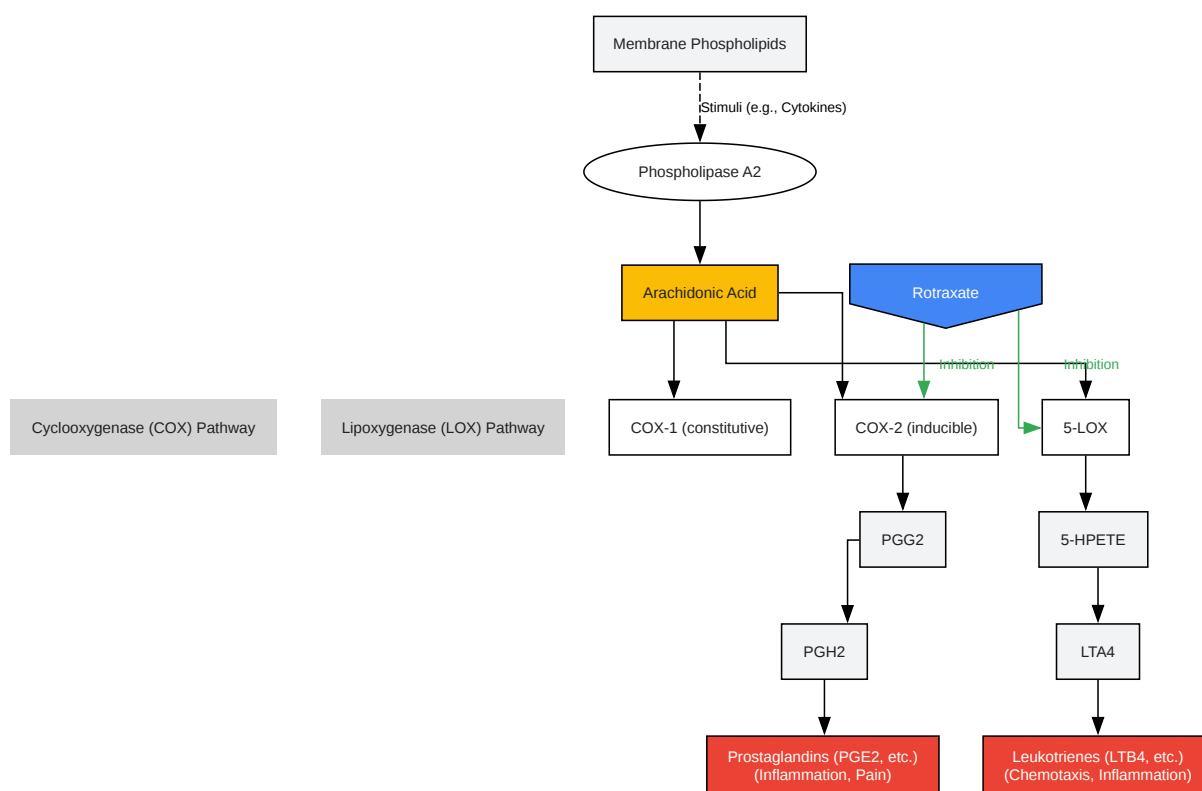 Membrane Phospholipids
Stimuli (e.g., Cytokines)
Phospholipase A2
Arachidonic Acid
Rotraxate
Inhibition
Inhibition
Cyclooxygenase (COX) Pathway
Lipoxygenase (LOX) Pathway
COX-1 (constitutive)
COX-2 (inducible)
5-LOX
PGG2
5-HPETE
PGH2
LTA4
Prostaglandins (PGE2, etc.)
(Inflammation, Pain)
Leukotrienes (LTB4, etc.)
(Chemotaxis, Inflammation)